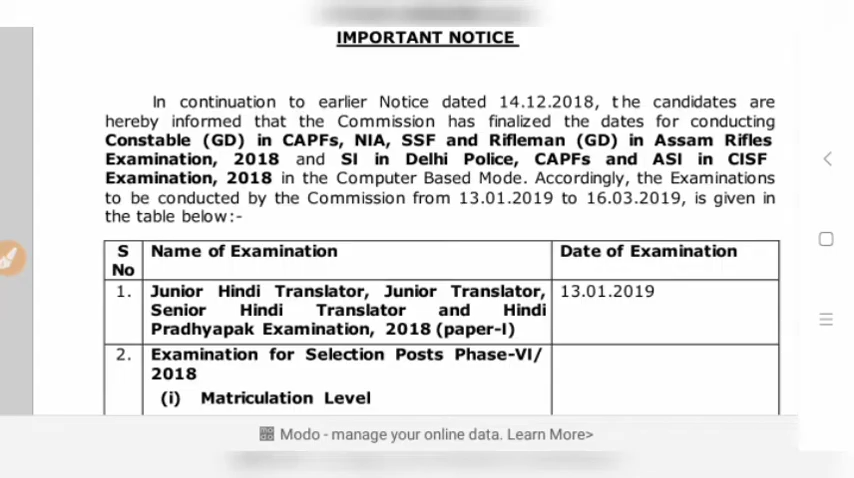 IMPORTANT NOTICE
In continuation to earlier Notice dated 14.12.2018, the candidates are
hereby informed that the Commission has finalized the dates for conducting
Constable (GD) in CAPFs, NIA, SSF and Rifleman (GD) in Assam Rifles
Examination, 2018 and SI in Delhi Police, CAPFs and ASI in CISF
Examination, 2018 in the Computer Based Mode. Accordingly, the Examinations
to be conducted by the Commission from 13.01.2019 to 16.03.2019, is given in
the table below:-
S No Name of Examination Date of Examination
1. Junior Hindi Translator, Junior Translator, 13.01.2019
Senior Hindi Translator and Hindi
Pradhyapak Examination, 2018 (paper-I)
2. Examination for Selection Posts Phase-VI/
2018
(i) Matriculation Level
Modo - manage your online data. Learn More>